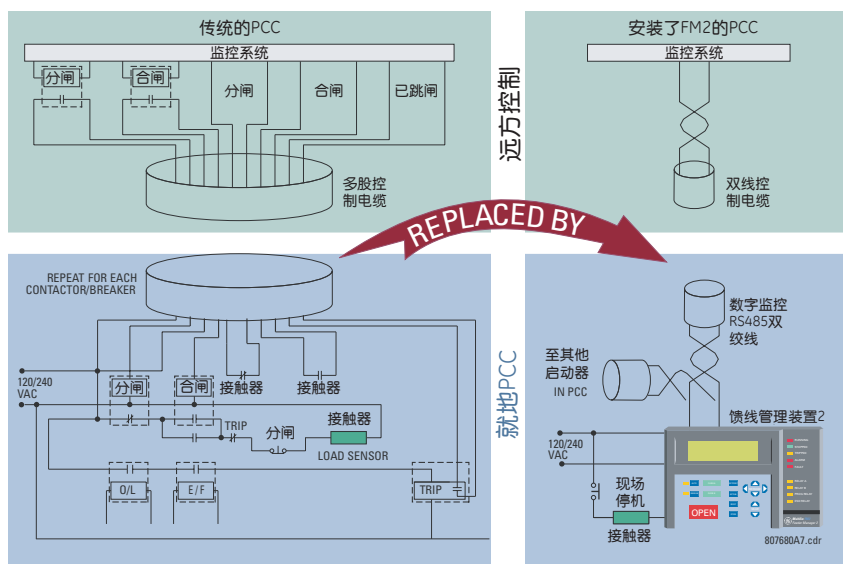 传统的PCC
监控系统
分闸
合闸
分闸
合闸
已跳闸
多股控
制电缆
远方控制
安装了FM2的PCC
监控系统
双线控
制电缆
REPLACED BY
REPEAT FOR EACH
CONTACTOR/BREAKER
120/240
VAC
分闸
合闸
接触器
接触器
TRIP
分闸
接触器
LOAD SENSOR
O/L
E/F
TRIP
就地PCC
数字监控
RS485双
绞线
至其他
启动器
IN PCC
馈线管理装置2
120/240
VAC
现场
停机
接触器
OPEN
807680A7.cdr